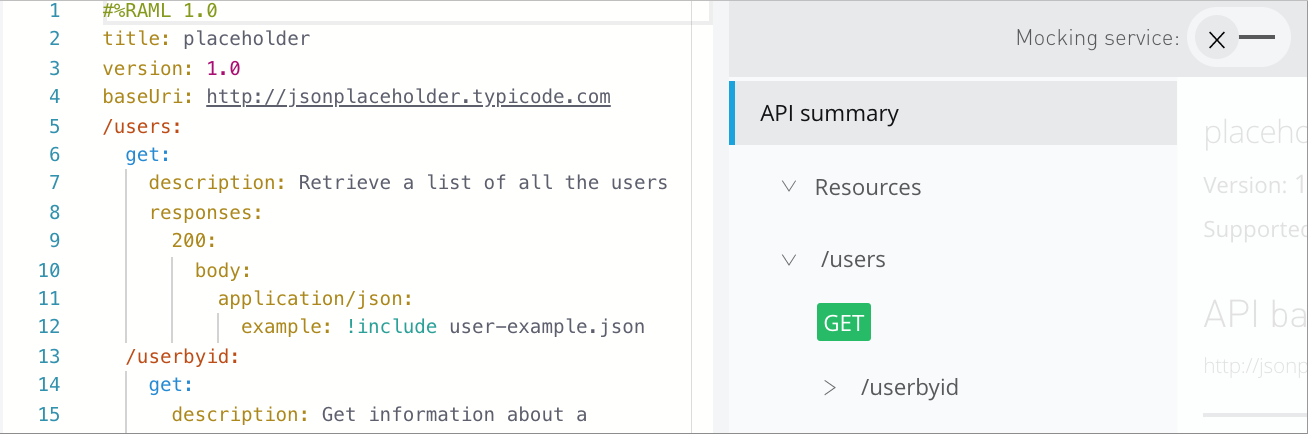 1 #%RAML 1.0
2 title: placeholder
3 version: 1.0
4 baseUri: http://jsonplaceholder.typicode.com
5 /users:
6 get:
7 description: Retrieve a list of all the users
8 responses:
9 200:
10 body:
11 application/json:
12 example: !include user-example.json
13 /userbyid:
14 get:
15 description: Get information about a
Mocking service:
API summary
Resources
/users
GET
/userbyid
placeho
Version: 1
Supported
API ba
http://jsonp